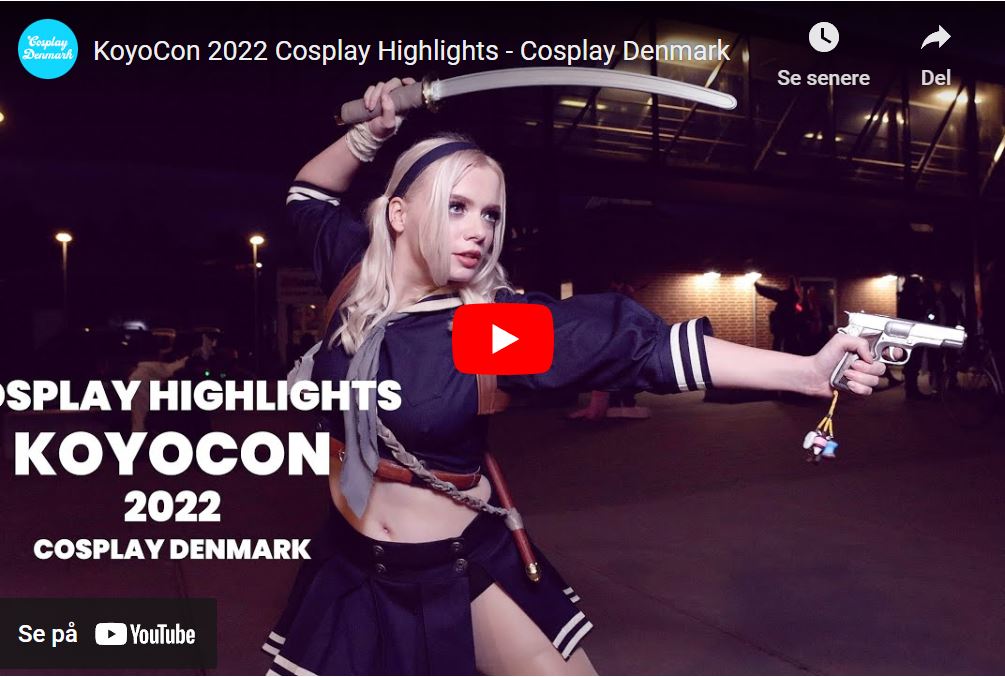 Cosplay
Denmark
KoyoCon 2022 Cosplay Highlights - Cosplay Denmark
Se senere
Del
OSPLAY HIGHLIGHTS
KOYOCON
2022
COSPLAY DENMARK
Se på YouTube